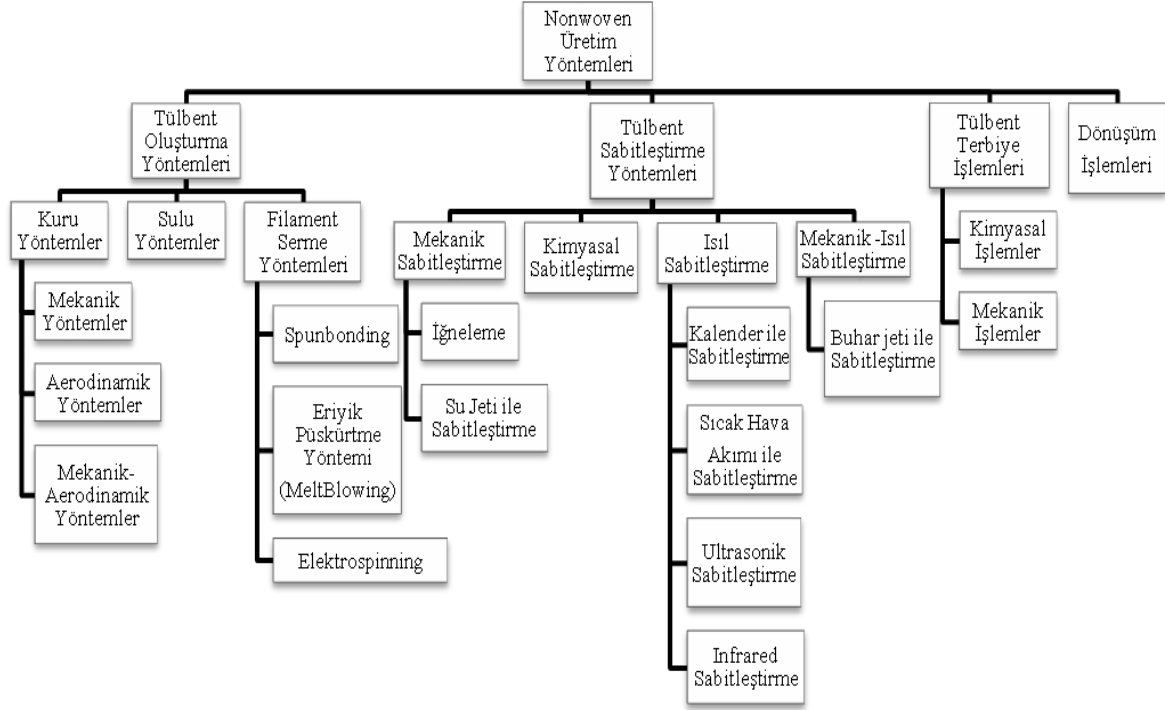 Nonwoven
Üretim
Yöntemleri
Tülbent
Oluşturma
Yöntemleri
Tülbent
Sabitleştirme
Yöntemleri
Tülbent
Terbiye
İşlemleri
Dönüşüm
İşlemleri
Kuru
Yöntemler
Sulu
Yöntemler
Filament
Serme
Yöntemleri
Mekanik
Sabitleştirme
Kimyasal
Sabitleştirme
Isıl
Sabitleştirme
Mekanik -Isıl
Sabitleştirme
Kimyasal
İşlemler
Mekanik
İşlemler
Mekanik
Yöntemler
Aerodinamik
Yöntemler
Mekanik-
Aerodinamik
Yöntemler
Spunbonding
Eriyik
Püskürtme
Yöntemi
(MeltBlowing)
Elektrospinning
İğneleme
Su Jeti ile
Sabitleştirme
Kalender ile
Sabitleştirme
Sıcak Hava
Akımı ile
Sabitleştirme
Ultrasonik
Sabitleştirme
Infrared
Sabitleştirme
Buhar jeti ile
Sabitleştirme